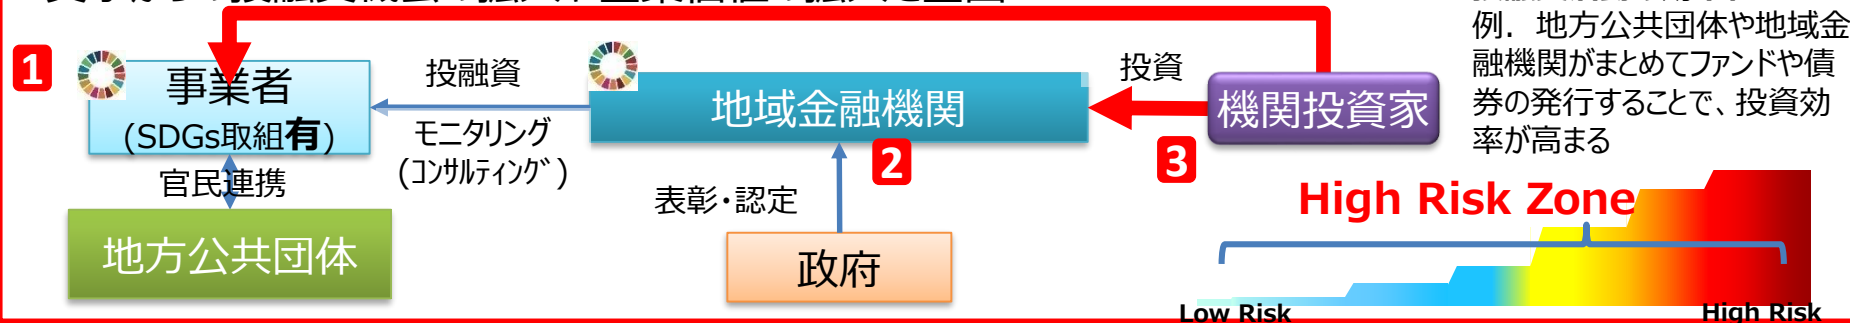 例. 地方公共団体や地域金
融機関がまとめてファンドや債
券の発行することで、投資効
率が高まる
1
事業者
(SDGs取組有)
投融資
モニタリング
(コンサルティング)
地域金融機関
2
投資
3
機関投資家
官民連携
地方公共団体
表彰・認定
政府
High Risk Zone
Low Risk
High Risk